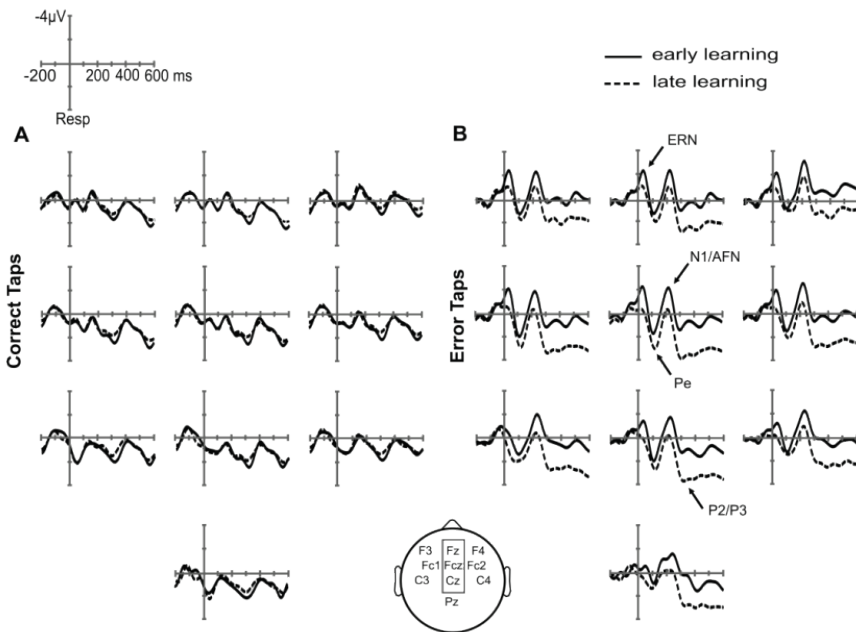 -4µV
early learning
-200 200 400 600 ms
late learning
Resp
A
B
ERN
Correct Taps
Error Taps
N1/AFN
Pe
P2/P3
F3 Fz F4
Fc1 Fcz Fc2
C3 Cz C4
Pz